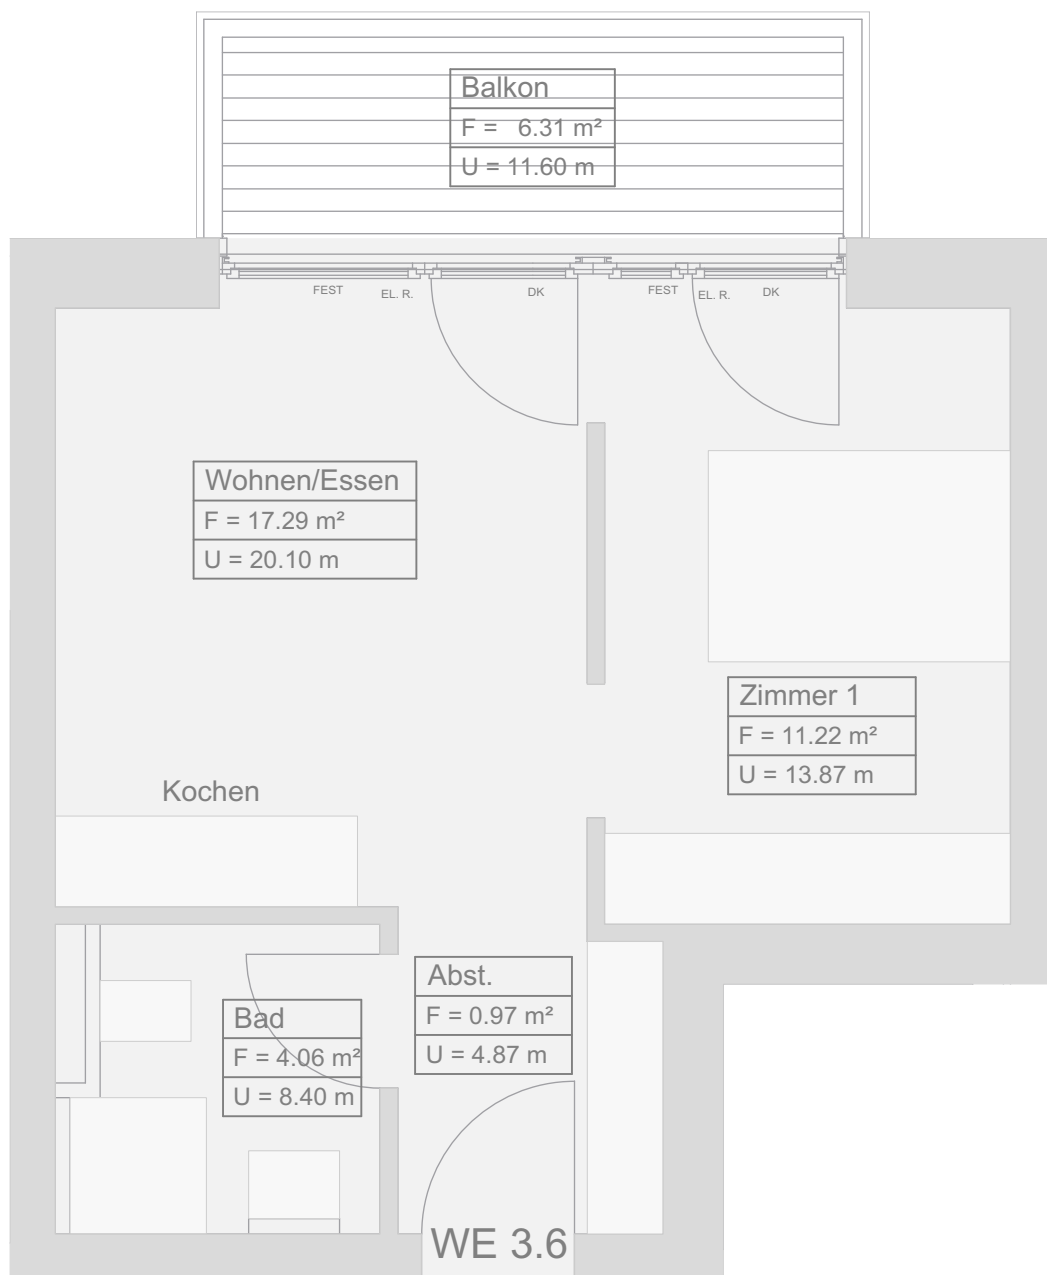 Balkon
F = 6.31 m²
U = 11.60 m
FEST
EL. R.
DK
FEST
EL. R.
DK
Wohnen/Essen
F = 17.29 m²
U = 20.10 m
Zimmer 1
F = 11.22 m²
U = 13.87 m
Kochen
Abst.
F = 0.97 m²
U = 4.87 m
Bad
F = 4.06 m²
U = 8.40 m
WE 3.6